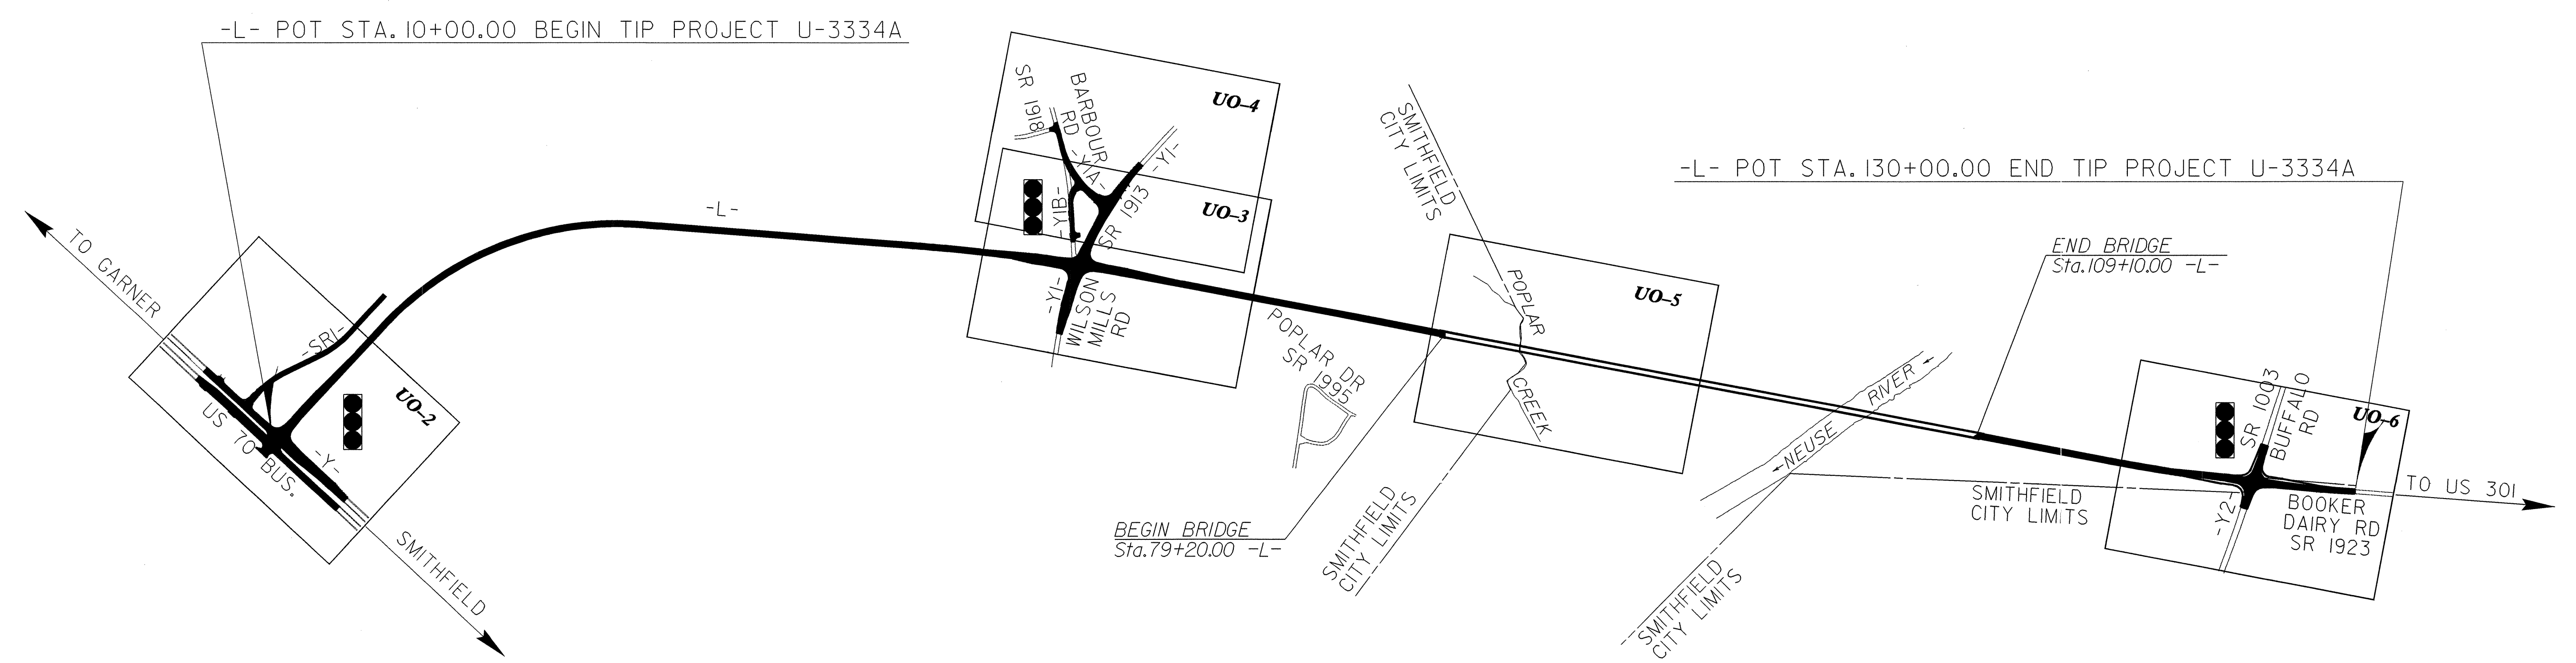 -L- POT STA.10+00.00 BEGIN TIP PROJECT U-3334A
TO GARNER
-SR1-
US 70 BUS.
-Y-
UO-2
SMITHFIELD
-L-
UO-4
SR 1918
BARBOUR
RD
-Y1A-
-Y1-
UO-3
-Y1B-
SR 1913
-Y1-
WILSON
MILLS
RD
POPLAR DR
SR 1995
BEGIN BRIDGE
Sta.79+20.00 -L-
SMITHFIELD
CITY LIMITS
UO-5
POPLAR
CREEK
SMITHFIELD
CITY LIMITS
NEUSE RIVER
SMITHFIELD
CITY LIMITS
-L- POT STA.130+00.00 END TIP PROJECT U-3334A
END BRIDGE
Sta.109+10.00 -L-
SMITHFIELD
CITY LIMITS
SR 1003
BUFFALO
RD
UO-6
-Y2-
BOOKER
DAIRY RD
SR 1923
TO US 301